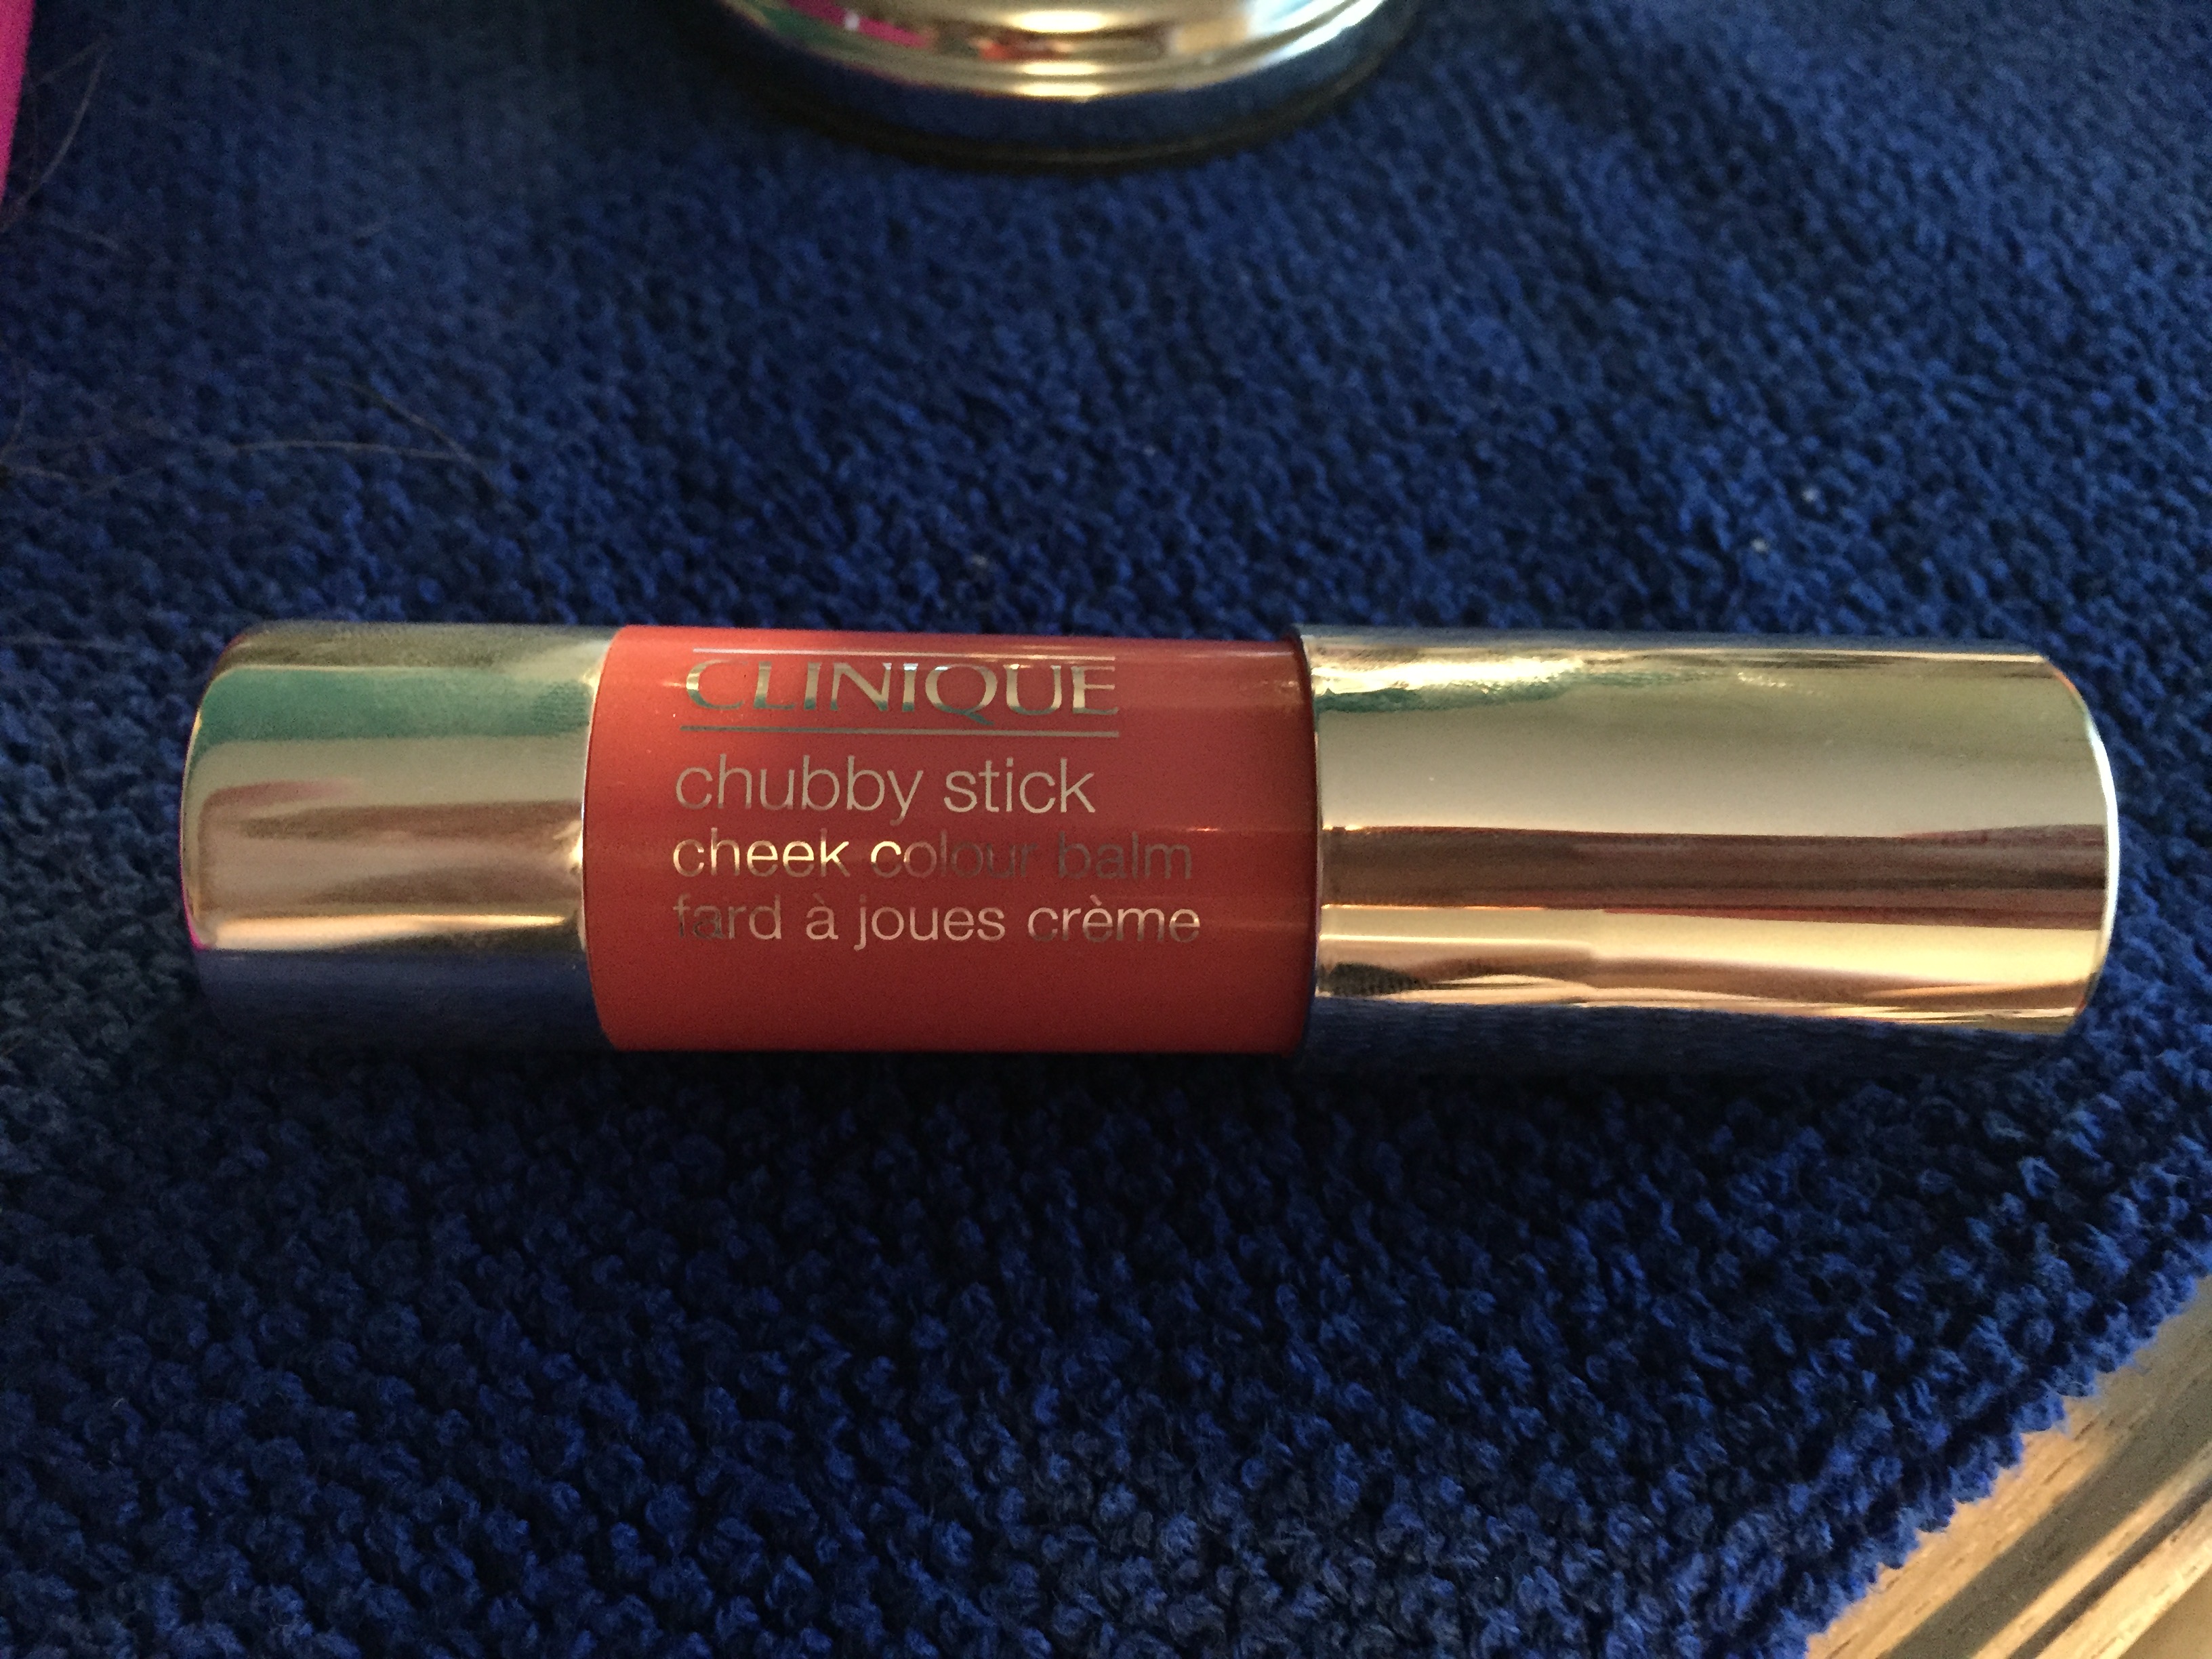 CLINIQUE
chubby stick
cheek colour balm
fard à joues crème